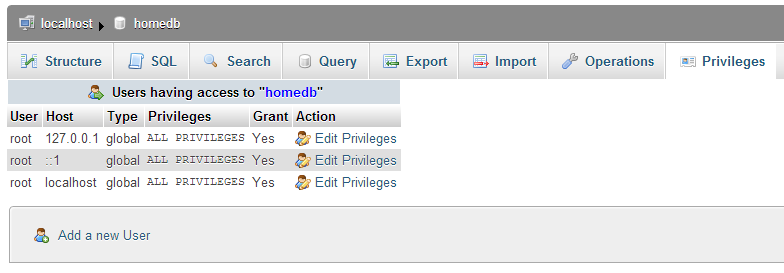 localhost homedb
Structure SQL Search Query Export Import Operations Privileges
Users having access to "homedb"
User Host Type Privileges Grant Action
root 127.0.0.1 global ALL PRIVILEGES Yes Edit Privileges
root ::1 global ALL PRIVILEGES Yes Edit Privileges
root localhost global ALL PRIVILEGES Yes Edit Privileges
Add a new User